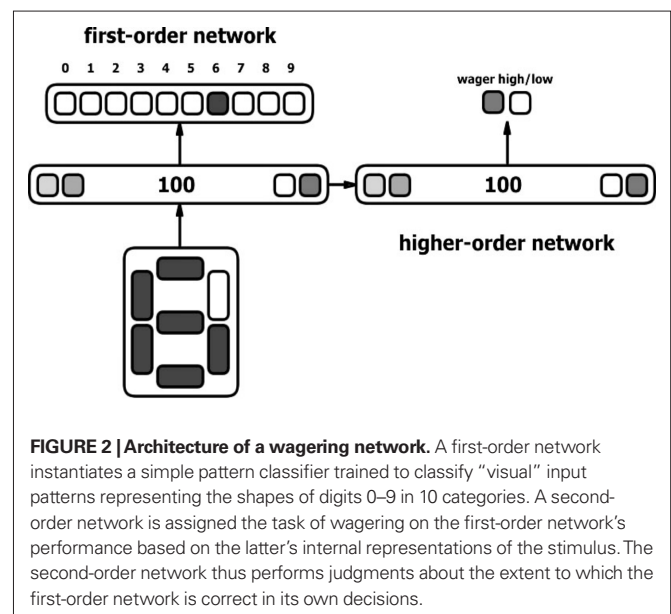 first-order network
0 1 2 3 4 5 6 7 8 9
wager high/low
100
100
higher-order network
FIGURE 2 | Architecture of a wagering network. A first-order network
instantiates a simple pattern classifier trained to classify “visual” input
patterns representing the shapes of digits 0–9 in 10 categories. A second-
order network is assigned the task of wagering on the first-order network’s
performance based on the latter’s internal representations of the stimulus. The
second-order network thus performs judgments about the extent to which the
first-order network is correct in its own decisions.